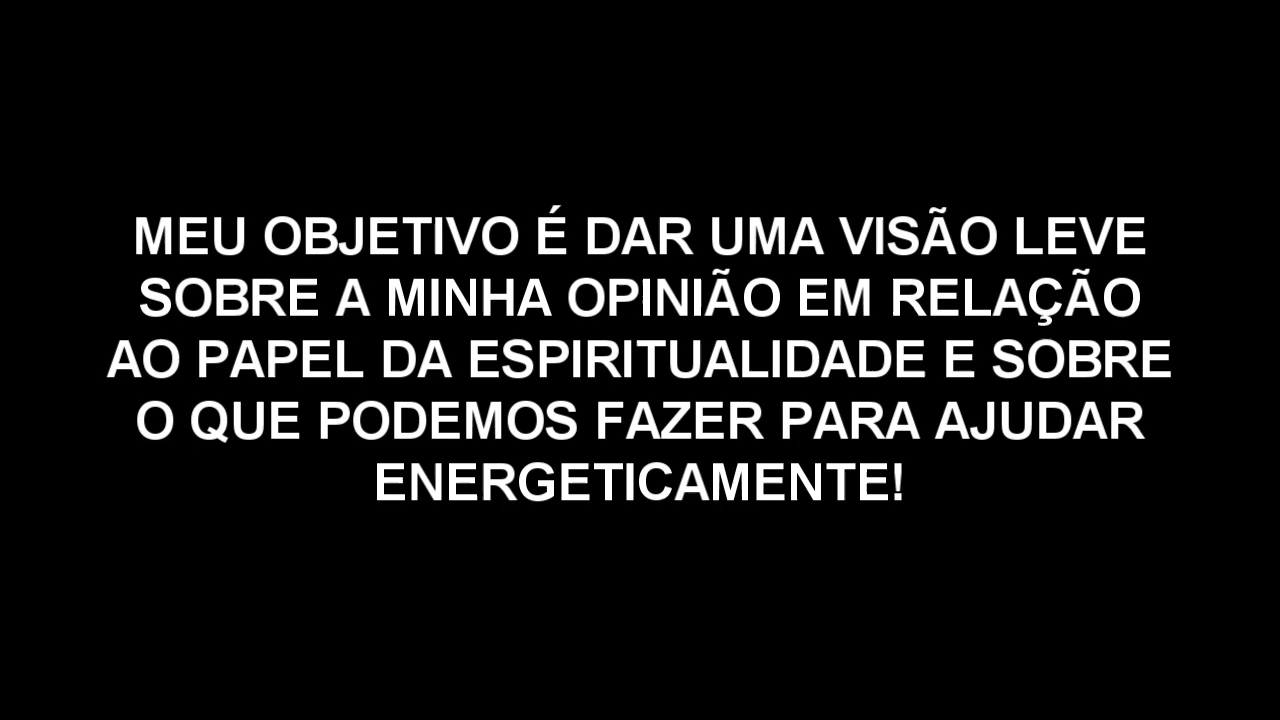 MEU OBJETIVO É DAR UMA VISÃO LEVE
SOBRE A MINHA OPINIÃO EM RELAÇÃO
AO PAPEL DA ESPIRITUALIDADE E SOBRE
O QUE PODEMOS FAZER PARA AJUDAR
ENERGETICAMENTE!